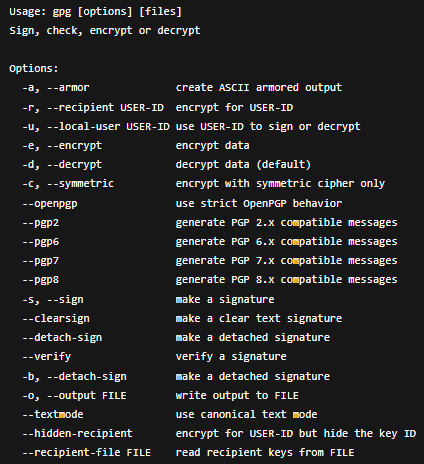 Usage: gpg [options] [files]
Sign, check, encrypt or decrypt
Options:
-a, --armor create ASCII armored output
-r, --recipient USER-ID encrypt for USER-ID
-u, --local-user USER-ID use USER-ID to sign or decrypt
-e, --encrypt encrypt data
-d, --decrypt decrypt data (default)
-c, --symmetric encrypt with symmetric cipher only
--openpgp use strict OpenPGP behavior
--pgp2 generate PGP 2.x compatible messages
--pgp6 generate PGP 6.x compatible messages
--pgp7 generate PGP 7.x compatible messages
--pgp8 generate PGP 8.x compatible messages
-s, --sign make a signature
--clearsign make a clear text signature
--detach-sign make a detached signature
--verify verify a signature
-b, --detach-sign make a detached signature
-o, --output FILE write output to FILE
--textmode use canonical text mode
--hidden-recipient encrypt for USER-ID but hide the key ID
--recipient-file FILE read recipient keys from FILE